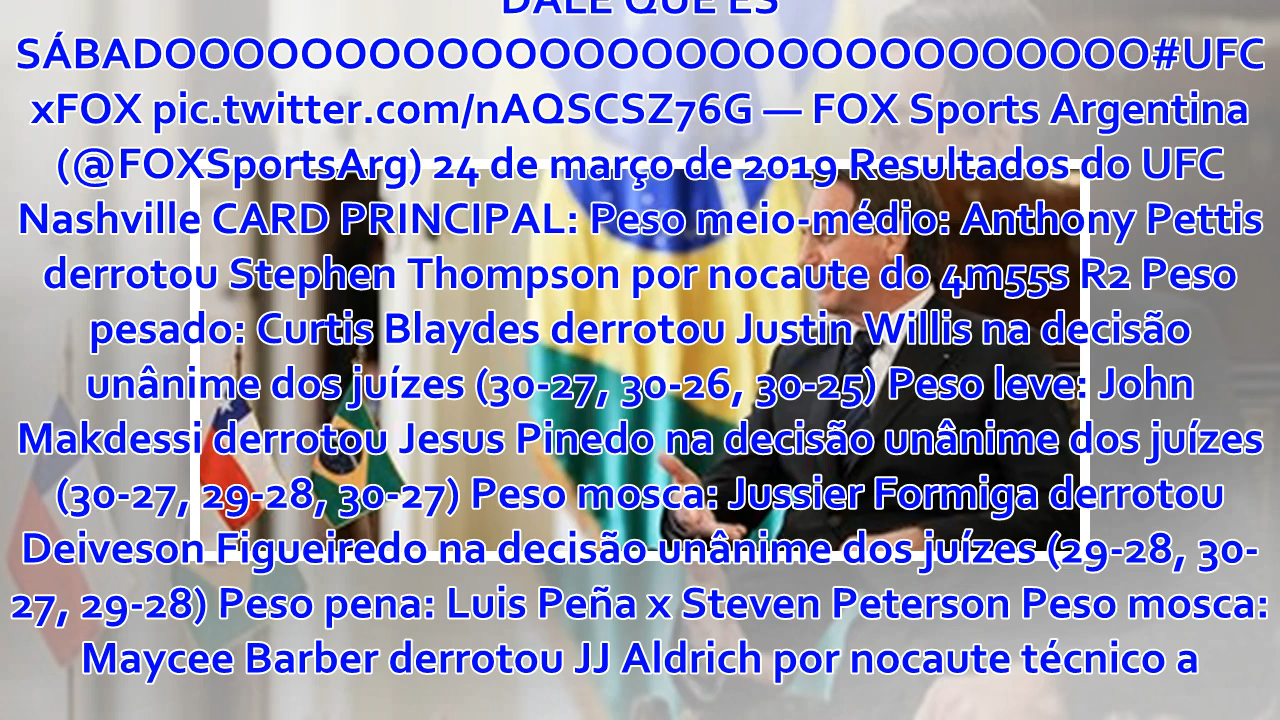 DALE QUE ES
SÁBADOOOOOOOOOOOOOOOOOOOOOOOOOOOOO#UFC
xFOX pic.twitter.com/nAQSCSZ76G — FOX Sports Argentina
(@FOXSportsArg) 24 de março de 2019 Resultados do UFC
Nashville CARD PRINCIPAL: Peso meio-médio: Anthony Pettis
derrotou Stephen Thompson por nocaute do 4m55s R2 Peso
pesado: Curtis Blaydes derrotou Justin Willis na decisão
unânime dos juízes (30-27, 30-26, 30-25) Peso leve: John
Makdessi derrotou Jesus Pinedo na decisão unânime dos juízes
(30-27, 29-28, 30-27) Peso mosca: Jussier Formiga derrotou
Deiveson Figueiredo na decisão unânime dos juízes (29-28, 30-
27, 29-28) Peso pena: Luis Peña x Steven Peterson Peso mosca:
Maycee Barber derrotou JJ Aldrich por nocaute técnico a